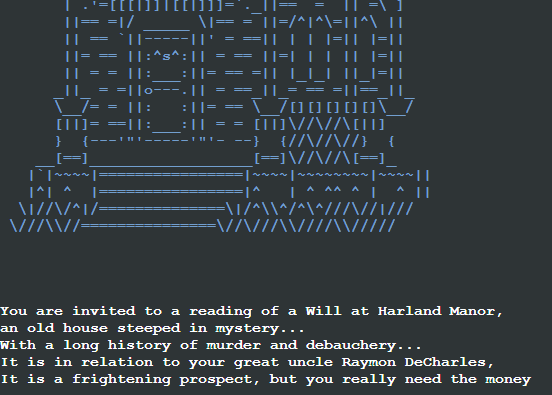 You are invited to a reading of a Will at Harland Manor,
an old house steeped in mystery...
With a long history of murder and debauchery...
It is in relation to your great uncle Raymon DeCharles,
It is a frightening prospect, but you really need the money